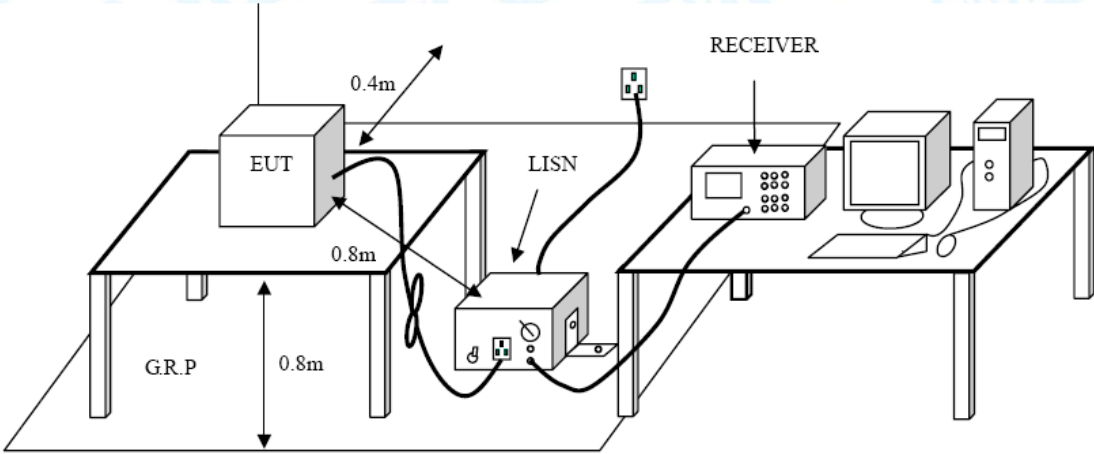 RECEIVER
0.4m
EUT
LISN
0.8m
G.R.P
0.8m